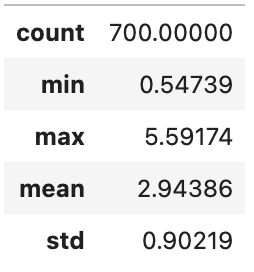 count 700.00000
min 0.54739
max 5.59174
mean 2.94386
std 0.90219